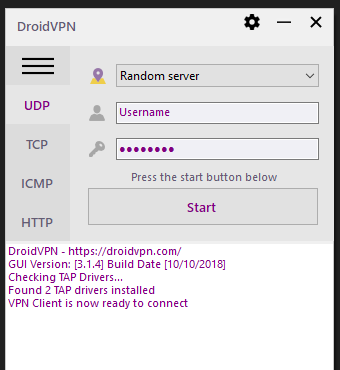 DroidVPN
Random server
UDP
Username
TCP
••••••••
Press the start button below
ICMP
Start
HTTP
DroidVPN - https://droidvpn.com/
GUI Version: [3.1.4] Build Date [10/10/2018]
Checking TAP Drivers...
Found 2 TAP drivers installed
VPN Client is now ready to connect